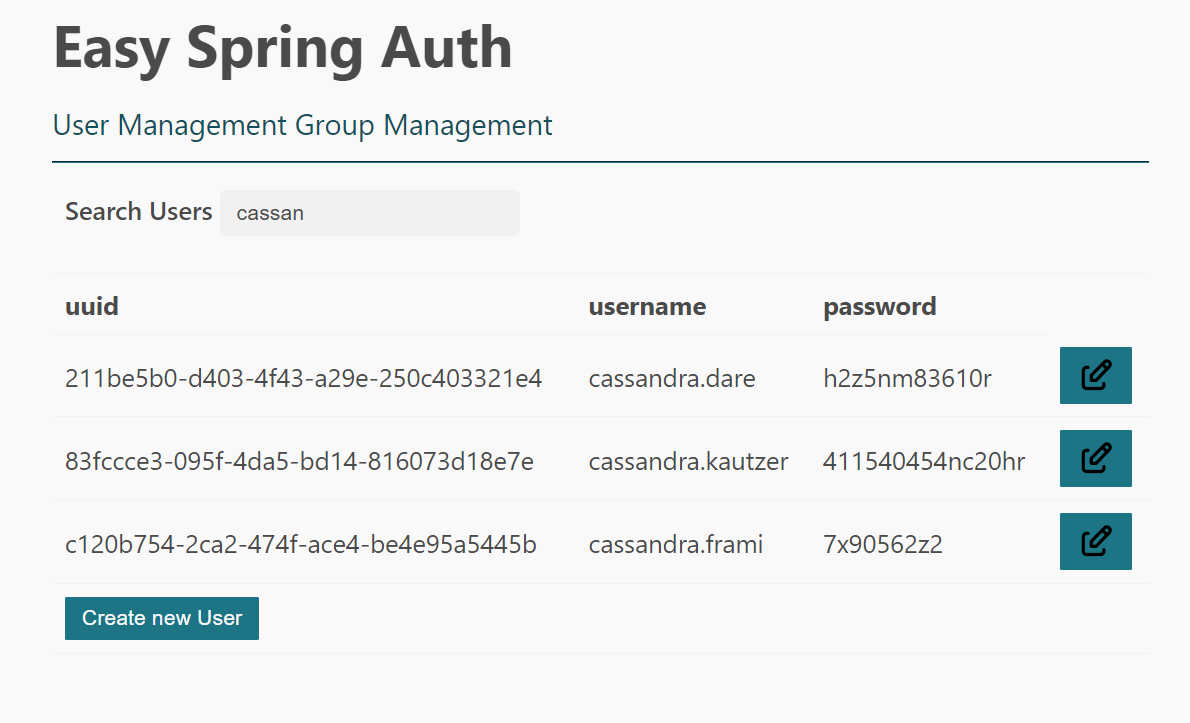 Easy Spring Auth
User Management Group Management
Search Users cassan
uuid username password
211be5b0-d403-4f43-a29e-250c403321e4 cassandra.dare h2z5nm83610r
83fccce3-095f-4da5-bd14-816073d18e7e cassandra.kautzer 411540454nc20hr
c120b754-2ca2-474f-ace4-be4e95a5445b cassandra.frami 7x90562z2
Create new User